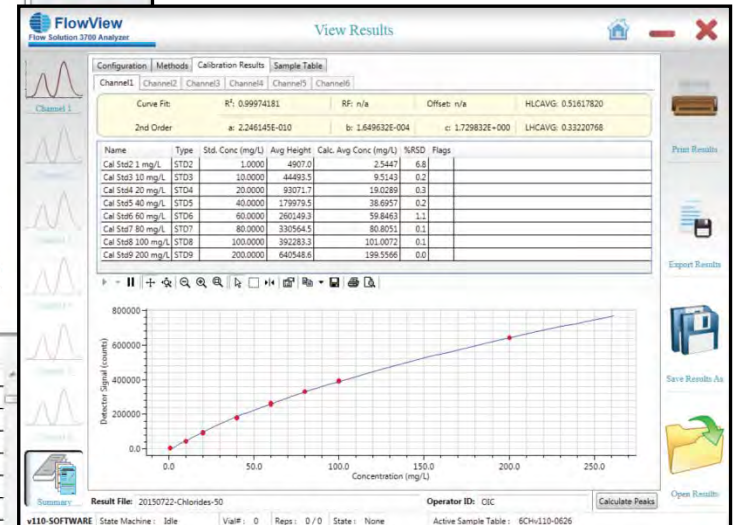 FlowView
Flow Solution 3700 Analyzer
View Results
Configuration Methods Calibration Results Sample Table
Channel1 Channel2 Channel3 Channel4 Channel5 Channel6
Curve Fit: R²: 0.99974181 RF: n/a Offset: n/a HLCAVG: 0.51617820
2nd Order a: 2.246145E-010 b: 1.649632E-004 c: 1.729832E+000 LHCAVG: 0.33220768
Name Type Std. Conc (mg/L) Avg Height Calc. Avg Conc (mg/L) %RSD Flags
Cal Std2 1 mg/L STD2 1.0000 4907.0 2.5447 6.8
Cal Std3 10 mg/L STD3 10.0000 44493.5 9.5143 0.2
Cal Std4 20 mg/L STD4 20.0000 93071.7 19.0289 0.3
Cal Std5 40 mg/L STD5 40.0000 179979.5 38.6957 0.2
Cal Std6 60 mg/L STD6 60.0000 260149.3 59.8463 1.1
Cal Std7 80 mg/L STD7 80.0000 330564.5 80.8051 0.1
Cal Std8 100 mg/L STD8 100.0000 392283.3 101.0072 0.1
Cal Std9 200 mg/L STD9 200.0000 640548.6 199.5566 0.0
800000
600000
400000
200000
0.0
Detector Signal (counts)
0.0 50.0 100.0 150.0 200.0 250.0
Concentration (mg/L)
Channel 1
Summary
Print Results
Export Results
Save Results As
Open Results
Result File: 20150722-Chlorides-50 Operator ID: OIC Calculate Peaks
v110-SOFTWARE State Machine: Idle Vial#: 0 Reps: 0/0 State: None Active Sample Table: 6CHv110-0626